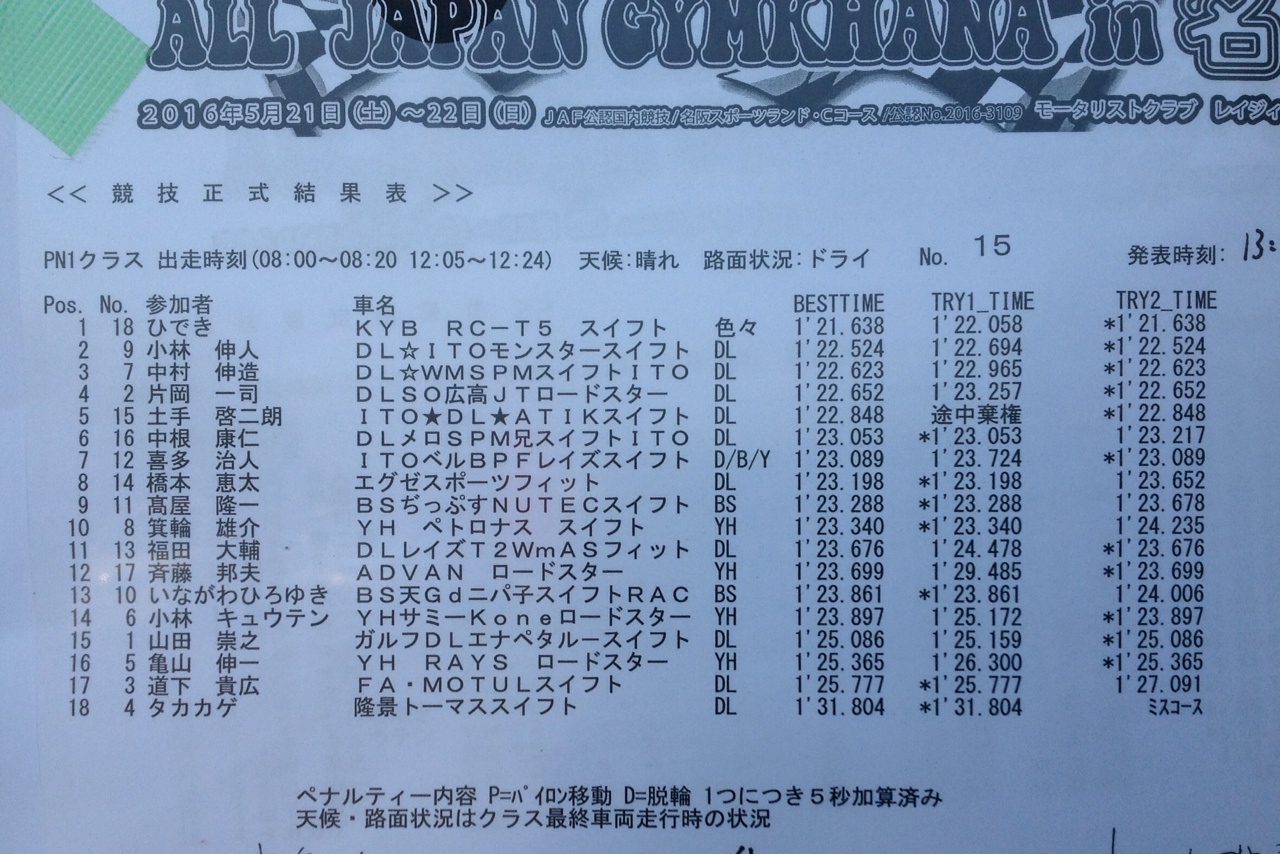 ALL JAPAN GYMKHANA in 名
2016年5月21日(土)～22日(日) JAF公認国内競技/名阪スポーツランド・Cコース/公認No.2016-3109 モータリストクラブ レイジィ
<< 競 技 正 式 結 果 表 >>
PN1クラス 出走時刻(08:00～08:20 12:05～12:24) 天候:晴れ 路面状況:ドライ No. 15 発表時刻: 13:
Pos. No. 参加者 車名 BESTTIME TRY1_TIME TRY2_TIME
1 18 ひでき ＫＹＢ ＲＣ－Ｔ５ スイフト 色々 1'21.638 1'22.058 *1'21.638
2 9 小林 伸人 ＤＬ☆ＩＴＯモンスタースイフト DL 1'22.524 1'22.694 *1'22.524
3 7 中村 伸造 ＤＬ☆ＷＭＳＰＭスイフトＩＴＯ DL 1'22.623 1'22.965 *1'22.623
4 2 片岡 一司 ＤＬＳＯ広高ＪＴロードスター DL 1'22.652 1'23.257 *1'22.652
5 15 土手 啓二朗 ＩＴＯ★ＤＬ★ＡＴＩＫスイフト DL 1'22.848 途中棄権 *1'22.848
6 16 中根 康仁 ＤＬメロＳＰＭ兄スイフトＩＴＯ DL 1'23.053 *1'23.053 1'23.217
7 12 喜多 治人 ＩＴＯベルＢＰＦレイズスイフト D/B/Y 1'23.089 1'23.724 *1'23.089
8 14 橋本 恵太 エグゼスポーツフィット DL 1'23.198 *1'23.198 1'23.652
9 11 髙屋 隆一 ＢＳぢっぷすＮＵＴＥＣスイフト BS 1'23.288 *1'23.288 1'23.678
10 8 箕輪 雄介 ＹＨ ペトロナス スイフト YH 1'23.340 *1'23.340 1'24.235
11 13 福田 大輔 ＤＬレイズＴ２ＷｍＡＳフィット DL 1'23.676 1'24.478 *1'23.676
12 17 斉藤 邦夫 ＡＤＶＡＮ ロードスター YH 1'23.699 1'29.485 *1'23.699
13 10 いながわひろゆき ＢＳ天Ｇｄニパ子スイフトＲＡＣ BS 1'23.861 *1'23.861 1'24.006
14 6 小林 キュウテン ＹＨサミーＫｏｎｅロードスター YH 1'23.897 1'25.172 *1'23.897
15 1 山田 崇之 ガルフＤＬエナペタルースイフト DL 1'25.086 1'25.159 *1'25.086
16 5 亀山 伸一 ＹＨ ＲＡＹＳ ロードスター YH 1'25.365 1'26.300 *1'25.365
17 3 道下 貴広 ＦＡ・ＭＯＴＵＬスイフト DL 1'25.777 *1'25.777 1'27.091
18 4 タカカゲ 隆景トーマススイフト DL 1'31.804 *1'31.804 ﾐｽｺｰｽ
ペナルティー内容 P=ﾊﾟｲﾛﾝ移動 D=脱輪 1つにつき５秒加算済み
天候・路面状況はクラス最終車両走行時の状況